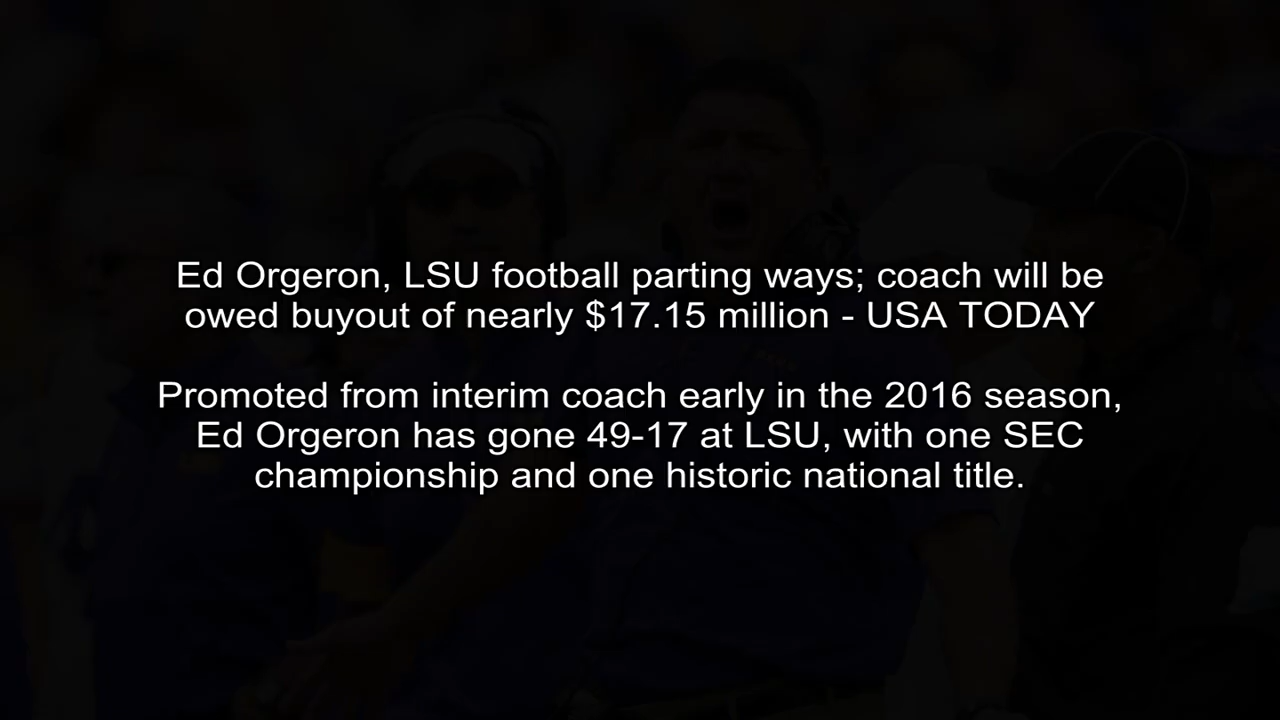 Ed Orgeron, LSU football parting ways; coach will be
owed buyout of nearly $17.15 million - USA TODAY
Promoted from interim coach early in the 2016 season,
Ed Orgeron has gone 49-17 at LSU, with one SEC
championship and one historic national title.